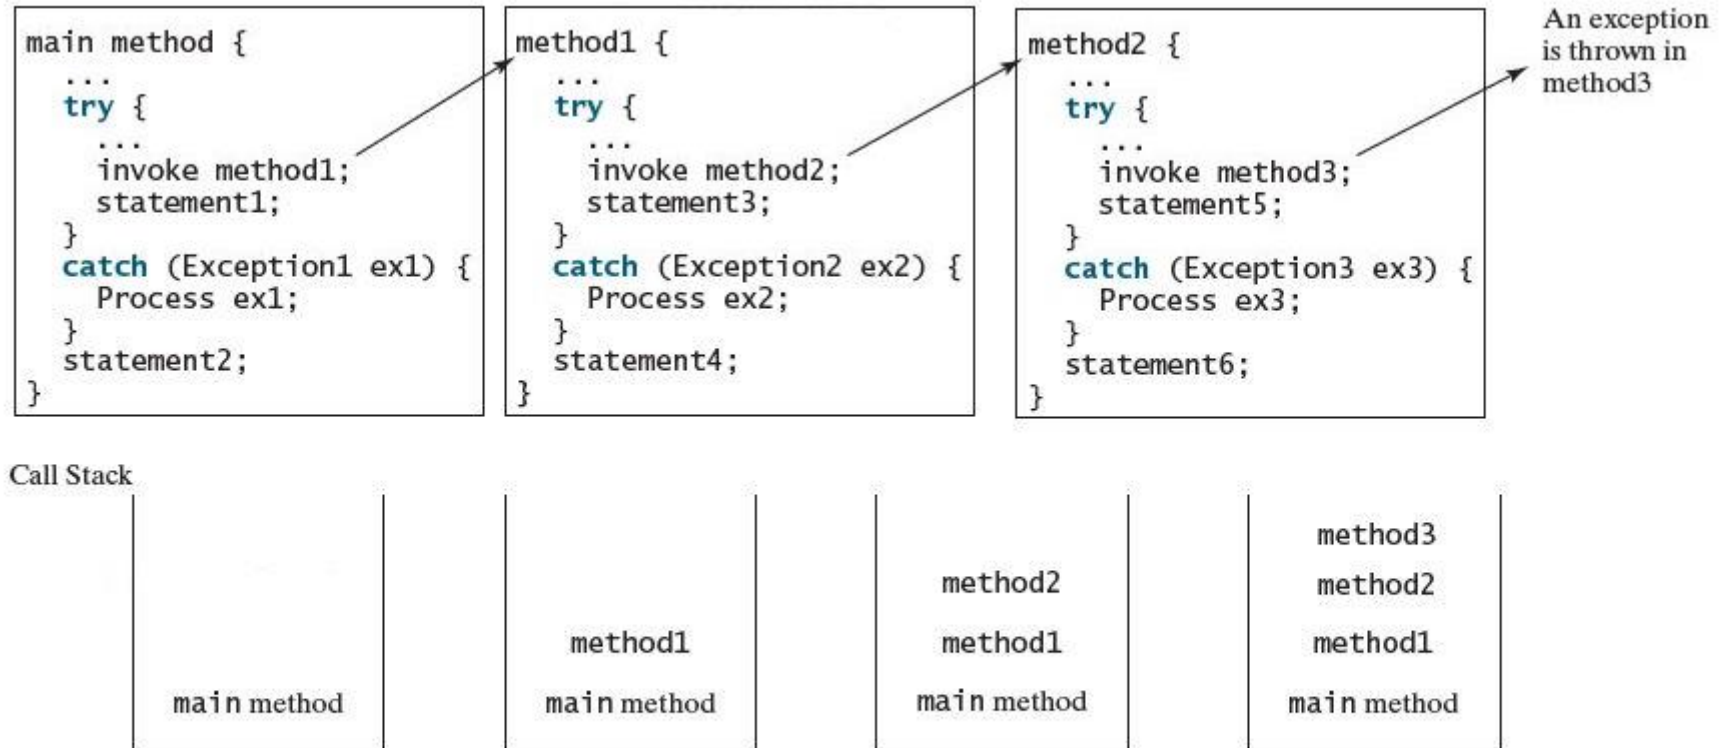 main method {
...
try {
...
invoke method1;
statement1;
}
catch (Exception1 ex1) {
Process ex1;
}
statement2;
}
method1 {
...
try {
...
invoke method2;
statement3;
}
catch (Exception2 ex2) {
Process ex2;
}
statement4;
}
method2 {
...
try {
...
invoke method3;
statement5;
}
catch (Exception3 ex3) {
Process ex3;
}
statement6;
}
An exception
is thrown in
method3
Call Stack
main method
method1
main method
method2
method1
main method
method3
method2
method1
main method